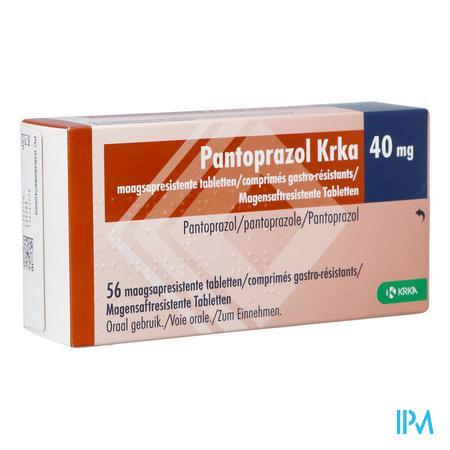 Pantoprazol Krka 40 mg
maagsapresistente tabletten/comprimés gastro-résistants/
Magensaftresistente Tabletten
Pantoprazol/pantoprazole/Pantoprazol
56 maagsapresistente tabletten/comprimés gastro-résistants/
Magensaftresistente Tabletten
Oraal gebruik./Voie orale./Zum Einnehmen.
KRKA
IPM